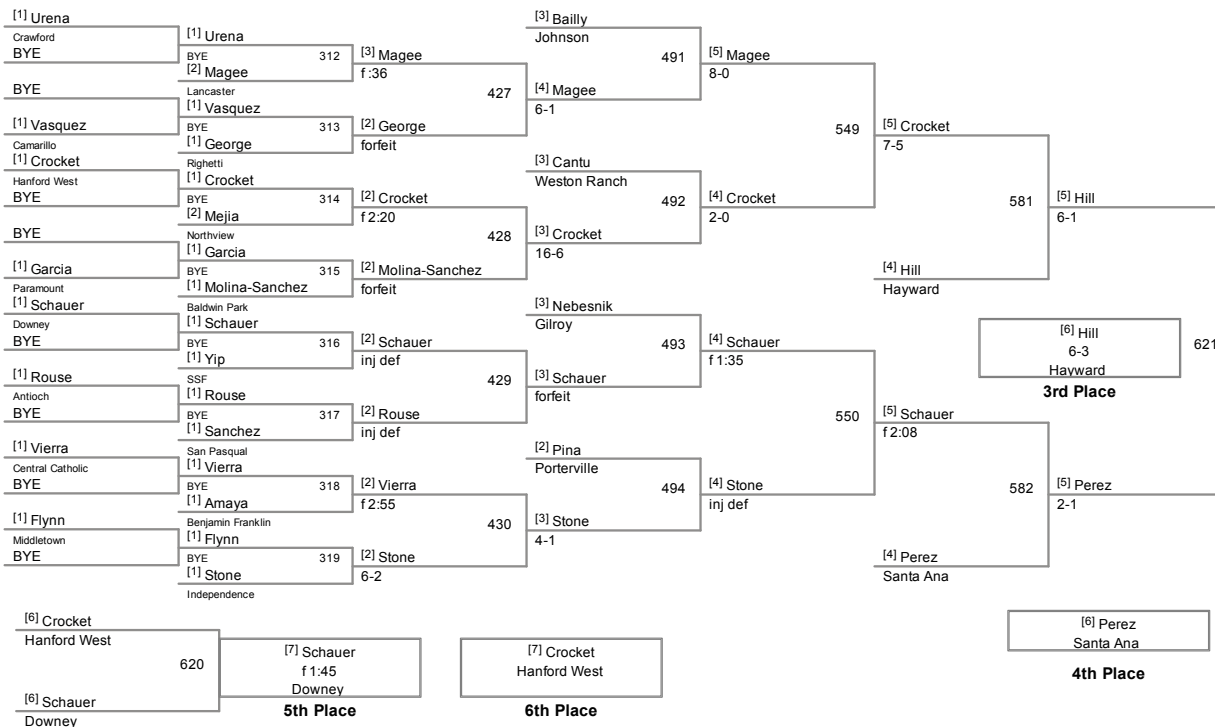 [1] Urena
Crawford
BYE
BYE
[1] Vasquez
Camarillo
[1] Crocket
Hanford West
BYE
BYE
[1] Garcia
Paramount
[1] Schauer
Downey
BYE
[1] Rouse
Antioch
BYE
[1] Vierra
Central Catholic
BYE
[1] Flynn
Middletown
BYE
[1] Urena
BYE 312
[2] Magee
Lancaster
[1] Vasquez
BYE 313
[1] George
Righetti
[1] Crocket
BYE 314
[2] Mejia
Northview
[1] Garcia
BYE 315
[1] Molina-Sanchez
Baldwin Park
[1] Schauer
BYE 316
[1] Yip
SSF
[1] Rouse
BYE 317
[1] Sanchez
San Pasqual
[1] Vierra
BYE 318
[1] Amaya
Benjamin Franklin
[1] Flynn
BYE 319
[1] Stone
Independence
[3] Magee
f :36
427
[2] George
forfeit
[2] Crocket
f 2:20
428
[2] Molina-Sanchez
forfeit
[2] Schauer
inj def
429
[2] Rouse
inj def
[2] Vierra
f 2:55
430
[2] Stone
6-2
[3] Bailly
Johnson
491
[4] Magee
6-1
[3] Cantu
Weston Ranch
492
[3] Crocket
16-6
[3] Nebesnik
Gilroy
493
[3] Schauer
forfeit
[2] Pina
Porterville
494
[3] Stone
4-1
[5] Magee
8-0
549
[4] Crocket
2-0
[4] Schauer
f 1:35
550
[4] Stone
inj def
[5] Crocket
7-5
581
[4] Hill
Hayward
[5] Schauer
f 2:08
582
[4] Perez
Santa Ana
[5] Hill
6-1
[6] Hill
6-3
Hayward
621
3rd Place
[5] Perez
2-1
[6] Perez
Santa Ana
4th Place
[6] Crocket
Hanford West
620
[6] Schauer
Downey
[7] Schauer
f 1:45
Downey
5th Place
[7] Crocket
Hanford West
6th Place